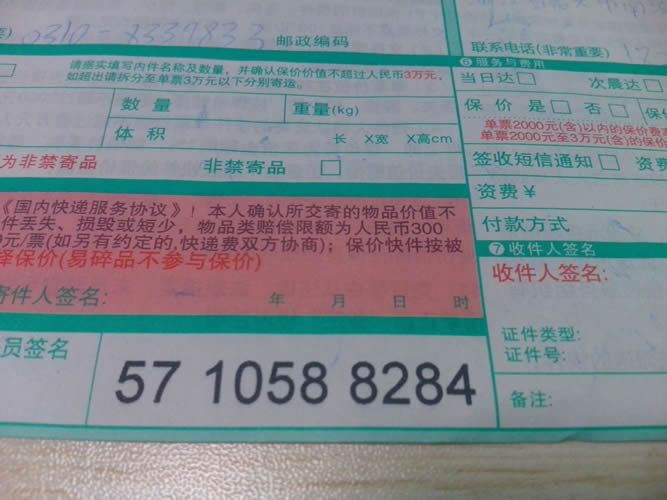 0310-2339833
邮政编码
联系电话(非常重要)
请据实填写内件名称及数量，并确认保价价值不超过人民币3万元，
如超出请拆分至单票3万元以下分别寄运。
数量
重量(kg)
体积
长 X宽 X高cm
为非禁寄品
非禁寄品
《国内快递服务协议》！本人确认所交寄的物品价值不
件丢失、损毁或短少，物品类赔偿限额为人民币300
元/票(如另有约定的,快递费双方协商)；保价快件按被
择保价(易碎品不参与保价)
寄件人签名:
年 月 日 时
员签名
57 1058 8284
6 服务与费用
当日达 次晨达
保价 是 否
单票2000元(含)以内的保价费
单票2000元至3万元(含)的保价
签收短信通知 资费
资费￥
付款方式
7 收件人签名
收件人签名:
证件类型:
证件号:
备注: